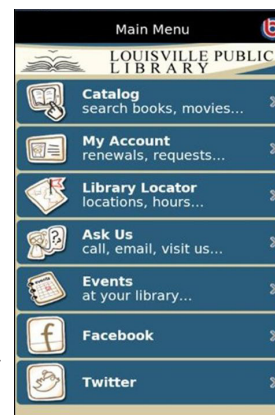 Main Menu
LOUISVILLE PUBLIC
LIBRARY
Catalog
search books, movies...
My Account
renewals, requests...
Library Locator
locations, hours...
Ask Us
call, email, visit us...
Events
at your library...
Facebook
Twitter